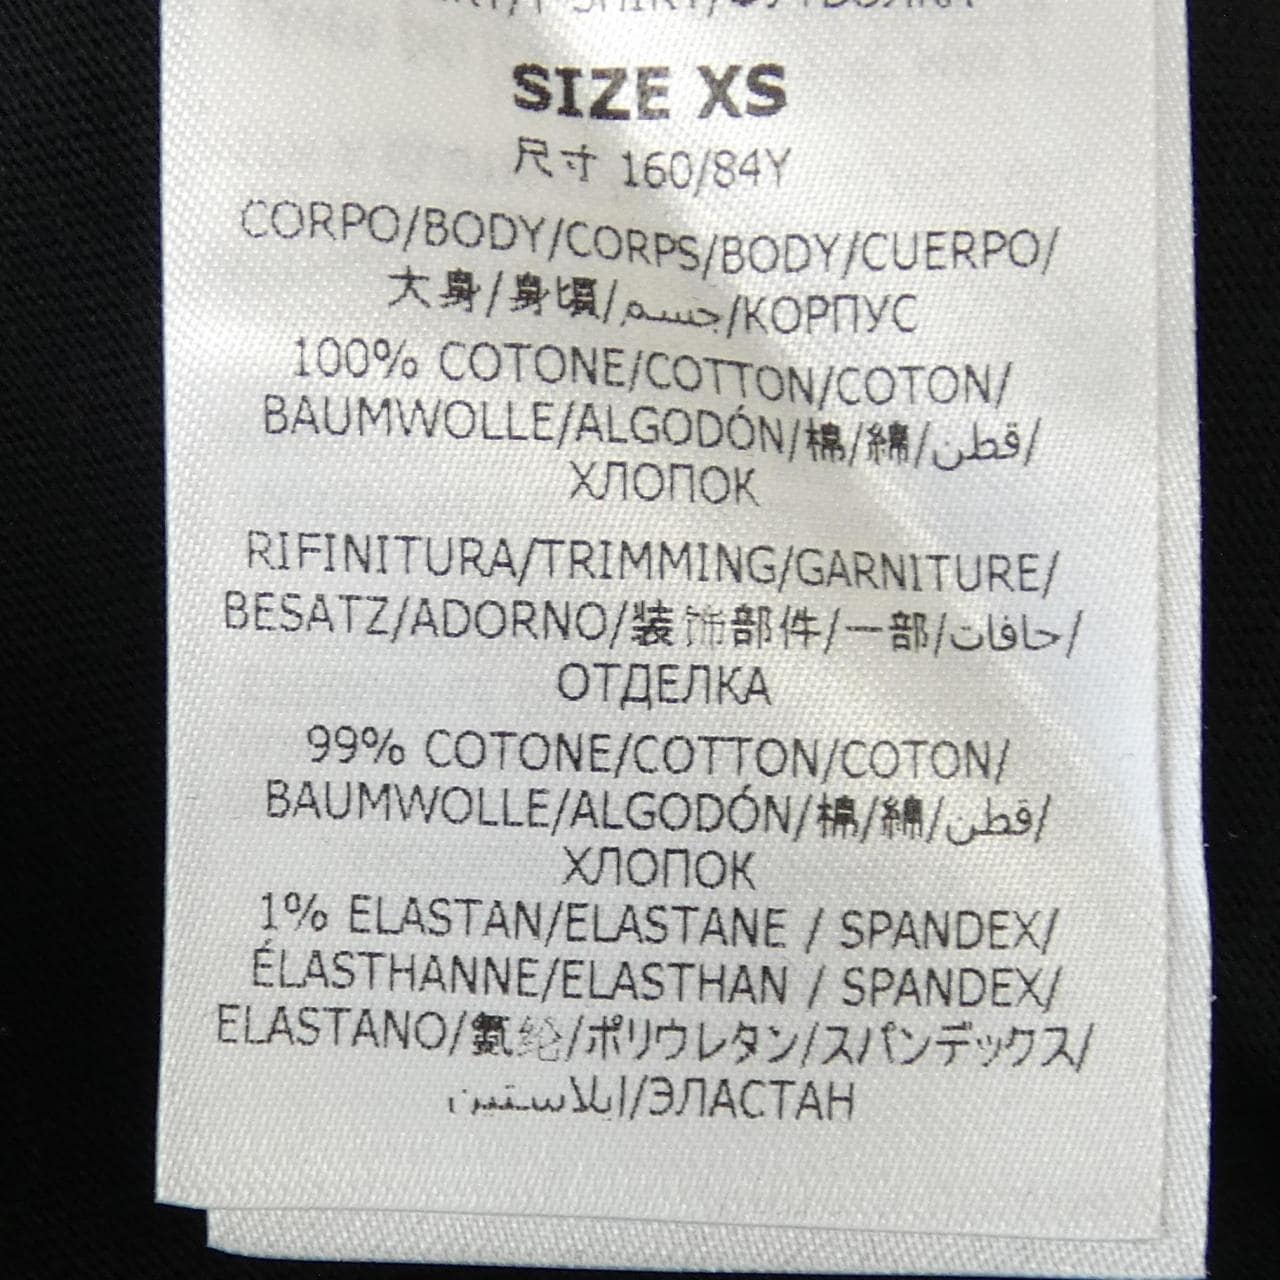 SIZE XS
尺寸 160/84Y
CORPO/BODY/CORPS/BODY/CUERPO/
大身/身頃/جسم/КОРПУС
100% COTONE/COTTON/COTON/
BAUMWOLLE/ALGODÓN/棉/綿/قطن/
ХЛОПОК
RIFINITURA/TRIMMING/GARNITURE/
BESATZ/ADORNO/装饰部件/一部/حافات/
ОТДЕЛКА
99% COTONE/COTTON/COTON/
BAUMWOLLE/ALGODÓN/棉/綿/قطن/
ХЛОПОК
1% ELASTAN/ELASTANE / SPANDEX/
ÉLASTHANNE/ELASTHAN / SPANDEX/
ELASTANO/氨纶/ポリウレタン/スパンデックス/
ايلاستين/ЭЛАСТАН